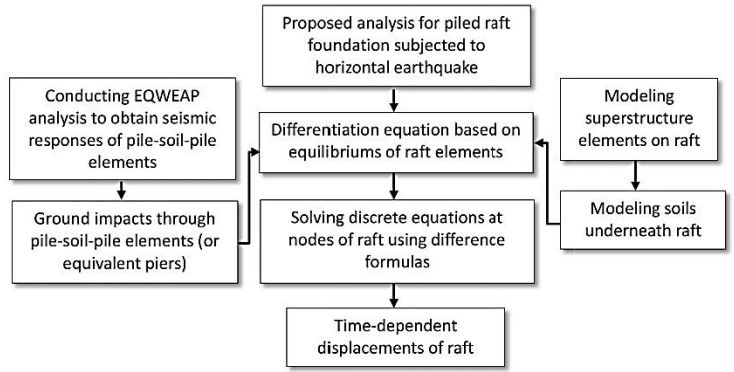 Proposed analysis for piled raft
foundation subjected to
horizontal earthquake
Conducting EQWEAP
analysis to obtain seismic
responses of pile-soil-pile
elements
Differentiation equation based on
equilibriums of raft elements
Modeling
superstructure
elements on raft
Ground impacts through
pile-soil-pile elements (or
equivalent piers)
Solving discrete equations at
nodes of raft using difference
formulas
Modeling soils
underneath raft
Time-dependent
displacements of raft